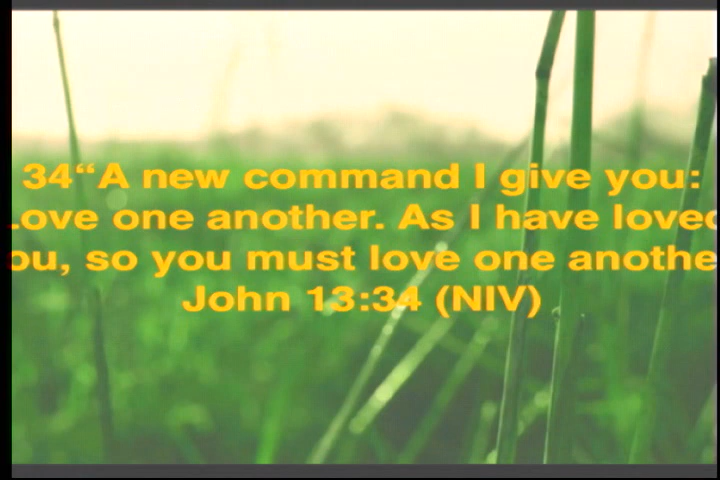 34“A new command I give you:
Love one another. As I have loved
ou, so you must love one anothe
John 13:34 (NIV)